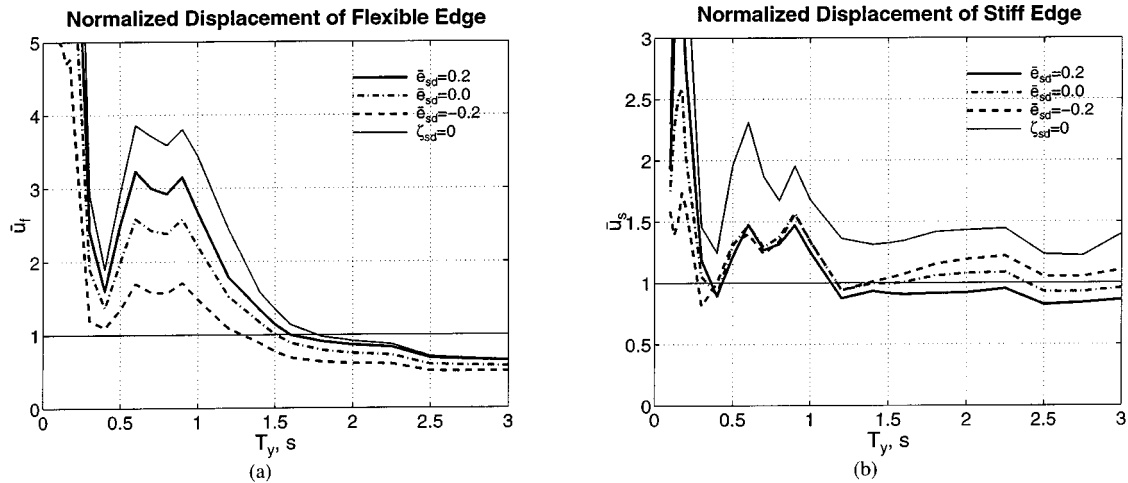 Normalized Displacement of Flexible Edge
5
4
3
2
1
0
0
0.5
1
1.5
2
2.5
3
ū_f
T_y, s
ē_sd=0.2
ē_sd=0.0
ē_sd=−0.2
ζ_sd=0
(a)
Normalized Displacement of Stiff Edge
3
2.5
2
1.5
1
0.5
0
0
0.5
1
1.5
2
2.5
3
ū_s
T_y, s
ē_sd=0.2
ē_sd=0.0
ē_sd=−0.2
ζ_sd=0
(b)